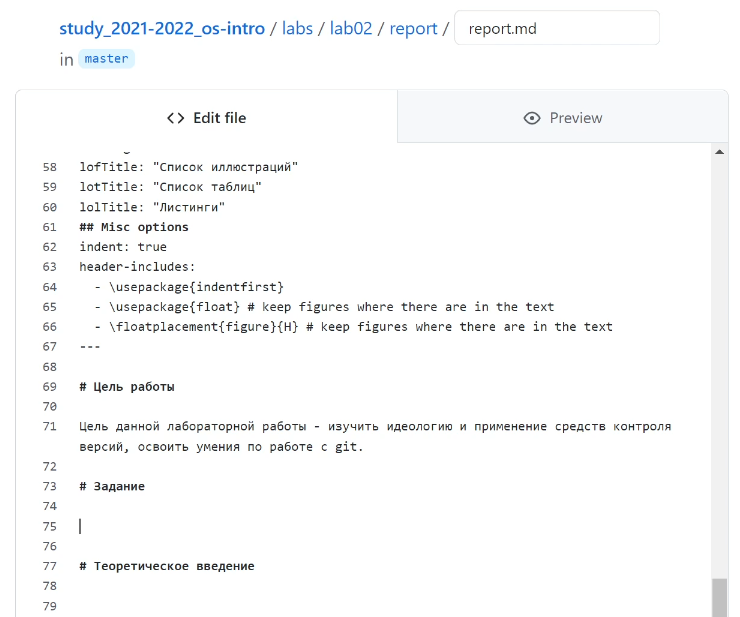 study_2021-2022_os-intro / labs / lab02 / report / report.md
in master
<> Edit file
Preview
58 lofTitle: "Список иллюстраций"
59 lotTitle: "Список таблиц"
60 lolTitle: "Листинги"
61 ## Misc options
62 indent: true
63 header-includes:
64 - \usepackage{indentfirst}
65 - \usepackage{float} # keep figures where there are in the text
66 - \floatplacement{figure}{H} # keep figures where there are in the text
67 ---
68
69 # Цель работы
70
71 Цель данной лабораторной работы - изучить идеологию и применение средств контроля
версий, освоить умения по работе с git.
72
73 # Задание
74
75
76
77 # Теоретическое введение
78
79